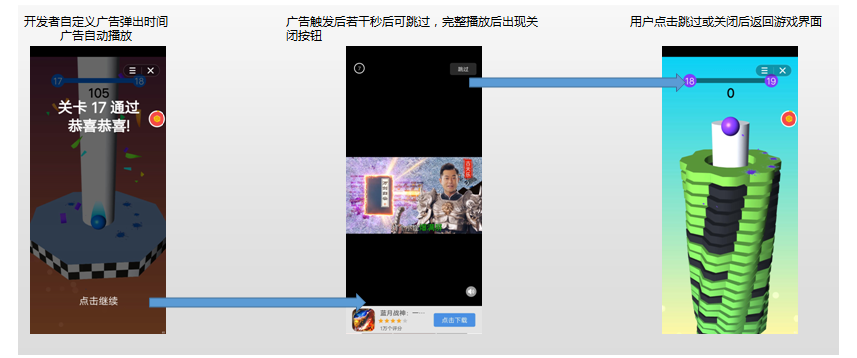 开发者自定义广告弹出时间
广告自动播放
广告触发后若干秒后可跳过，完整播放后出现关
闭按钮
用户点击跳过或关闭后返回游戏界面
17
18
105
关卡 17 通过
恭喜恭喜!
点击继续
?
跳过
蓝月战神：一…
1万个评分
点击下载
18
19
0